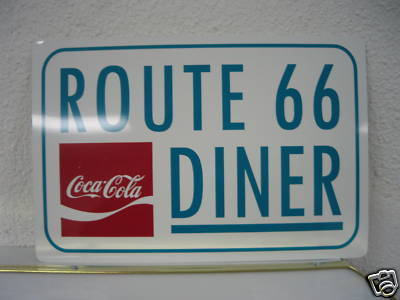 ROUTE 66
Coca-Cola
DINER